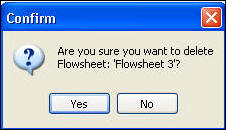 Confirm
Are you sure you want to delete
Flowsheet: 'Flowsheet 3'?
Yes
No